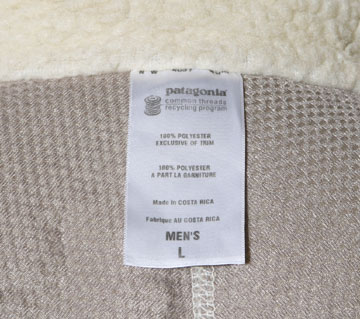 patagonia
common threads
recycling program
100% POLYESTER
EXCLUSIVE OF TRIM
100% POLYESTER
A PART LA GARNITURE
Made in COSTA RICA
Fabriqué AU COSTA RICA
MEN'S
L